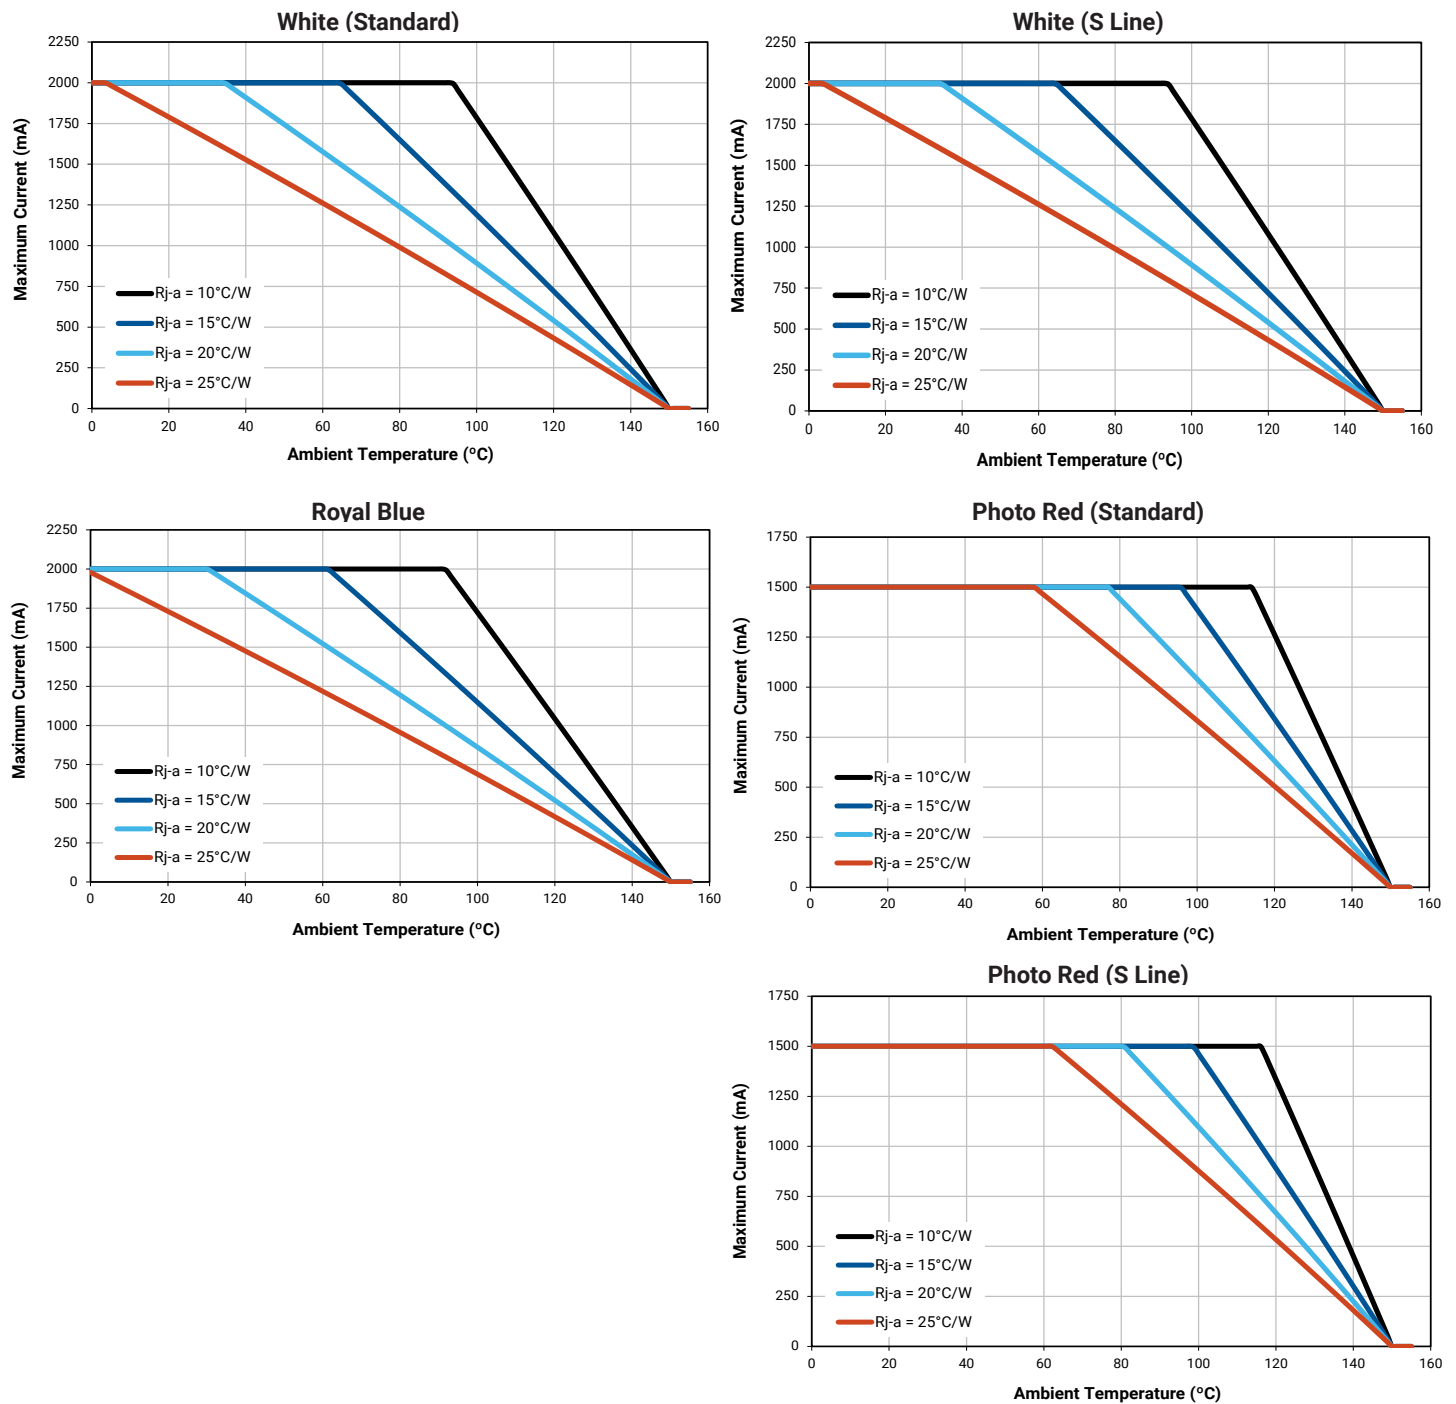 White (Standard)
2250
2000
1750
1500
1250
1000
750
500
250
0
0 20 40 60 80 100 120 140 160
Maximum Current (mA)
Ambient Temperature (ºC)
Rj-a = 10°C/W
Rj-a = 15°C/W
Rj-a = 20°C/W
Rj-a = 25°C/W
White (S Line)
2250
2000
1750
1500
1250
1000
750
500
250
0
0 20 40 60 80 100 120 140 160
Maximum Current (mA)
Ambient Temperature (ºC)
Rj-a = 10°C/W
Rj-a = 15°C/W
Rj-a = 20°C/W
Rj-a = 25°C/W
Royal Blue
2250
2000
1750
1500
1250
1000
750
500
250
0
0 20 40 60 80 100 120 140 160
Maximum Current (mA)
Ambient Temperature (ºC)
Rj-a = 10°C/W
Rj-a = 15°C/W
Rj-a = 20°C/W
Rj-a = 25°C/W
Photo Red (Standard)
1750
1500
1250
1000
750
500
250
0
0 20 40 60 80 100 120 140 160
Maximum Current (mA)
Ambient Temperature (ºC)
Rj-a = 10°C/W
Rj-a = 15°C/W
Rj-a = 20°C/W
Rj-a = 25°C/W
Photo Red (S Line)
1750
1500
1250
1000
750
500
250
0
0 20 40 60 80 100 120 140 160
Maximum Current (mA)
Ambient Temperature (ºC)
Rj-a = 10°C/W
Rj-a = 15°C/W
Rj-a = 20°C/W
Rj-a = 25°C/W